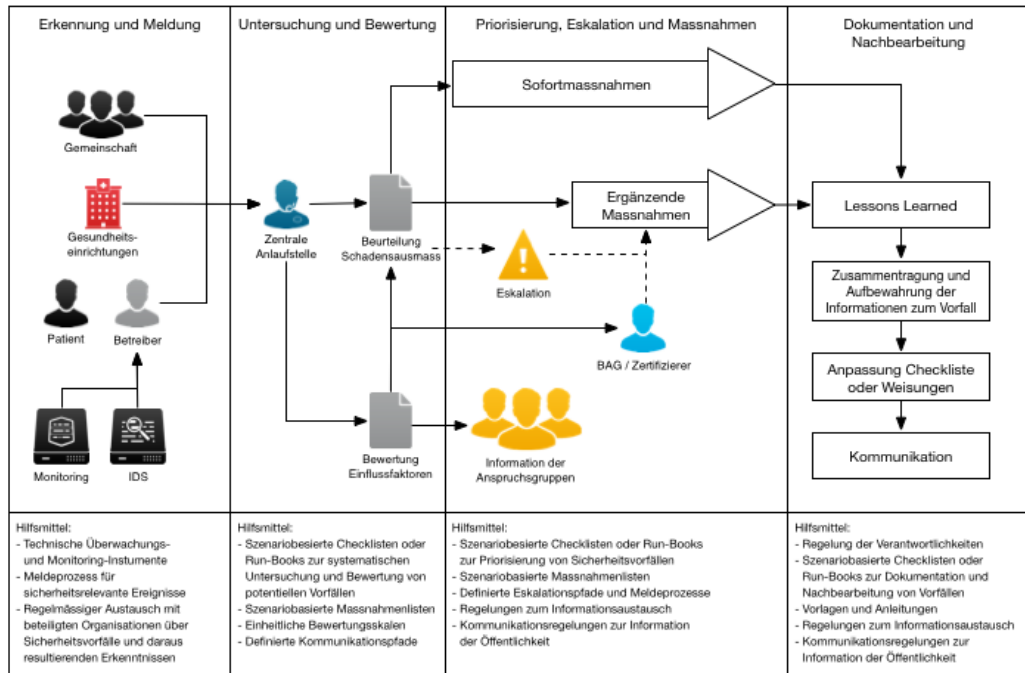 Erkennung und Meldung
Untersuchung und Bewertung
Priorisierung, Eskalation und Massnahmen
Dokumentation und
Nachbearbeitung
Gemeinschaft
Gesundheits-
einrichtungen
Patient
Betreiber
Monitoring
IDS
Zentrale
Anlaufstelle
Beurteilung
Schadensausmass
Bewertung
Einflussfaktoren
Sofortmassnahmen
Ergänzende
Massnahmen
Eskalation
BAG / Zertifizierer
Information der
Anspruchsgruppen
Lessons Learned
Zusammentragung und
Aufbewahrung der
Informationen zum Vorfall
Anpassung Checkliste
oder Weisungen
Kommunikation
Hilfsmittel:
- Technische Überwachungs-
und Monitoring-Instumente
- Meldeprozess für
sicherheitsrelevante Ereignisse
- Regelmässiger Austausch mit
beteiligten Organisationen über
Sicherheitsvorfälle und daraus
resultierenden Erkenntnissen
Hilfsmittel:
- Szenariobesierte Checklisten oder
Run-Books zur systematischen
Untersuchung und Bewertung von
potentiellen Vorfällen
- Szenariobasierte Massnahmenlisten
- Einheitliche Bewertungsskalen
- Definierte Kommunikationspfade
Hilfsmittel:
- Szenariobesierte Checklisten oder Run-Books
zur Priorisierung von Sicherheitsvorfällen
- Szenariobasierte Massnahmenlisten
- Definierte Eskalationspfade und Meldeprozesse
- Regelungen zum Informationsaustausch
- Kommunikationsregelungen zur Information
der Öffentlichkeit
Hilfsmittel:
- Regelung der Verantwortlichkeiten
- Szenariobasierte Checklisten oder
Run-Books zur Dokumentation und
Nachbearbeitung von Vorfällen
- Vorlagen und Anleitungen
- Regelungen zum Informationsaustausch
- Kommunikationsregelungen zur
Information der Öffentlichkeit